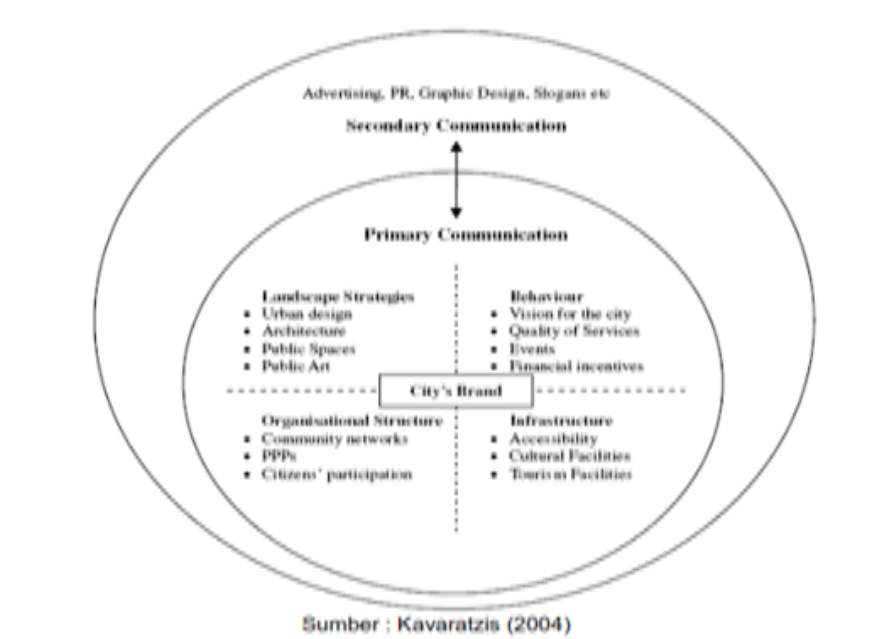 Advertising, PR, Graphic Design, Slogans etc
Secondary Communication
Primary Communication
Landscape Strategies
• Urban design
• Architecture
• Public Spaces
• Public Art
Behaviour
• Vision for the city
• Quality of Services
• Events
• Financial incentives
City's Brand
Organisational Structure
• Community networks
• PPPs
• Citizens' participation
Infrastructure
• Accessibility
• Cultural Facilities
• Tourism Facilities
Sumber : Kavaratzis (2004)